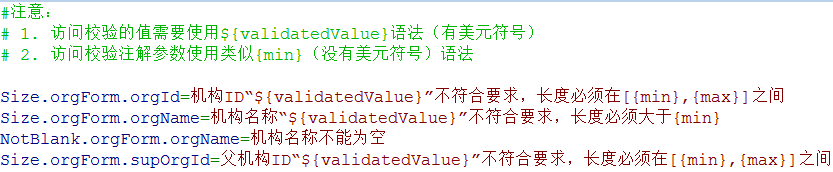 #注意：
# 1. 访问校验的值需要使用${validatedValue}语法（有美元符号）
# 2. 访问校验注解参数使用类似{min}（没有美元符号）语法
Size.orgForm.orgId=机构ID“${validatedValue}”不符合要求，长度必须在[{min},{max}]之间
Size.orgForm.orgName=机构名称“${validatedValue}”不符合要求，长度必须大于{min}
NotBlank.orgForm.orgName=机构名称不能为空
Size.orgForm.supOrgId=父机构ID“${validatedValue}”不符合要求，长度必须在[{min},{max}]之间